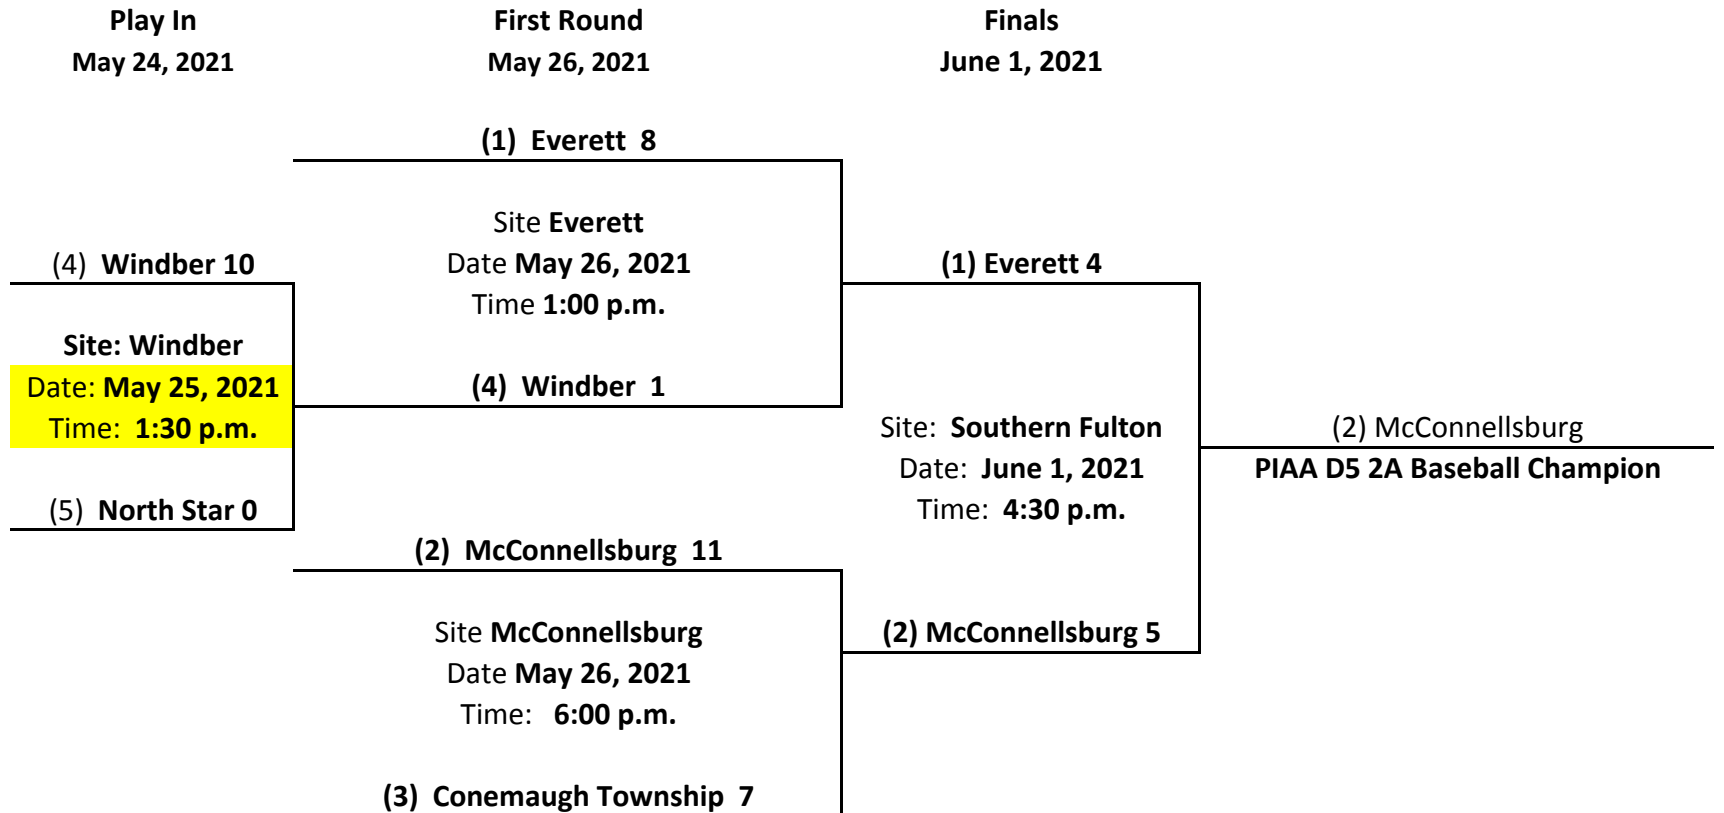 Play In
May 24, 2021
First Round
May 26, 2021
Finals
June 1, 2021
(4) Windber 10
Site: Windber
Date: May 25, 2021
Time: 1:30 p.m.
(5) North Star 0
(1) Everett 8
Site Everett
Date May 26, 2021
Time 1:00 p.m.
(4) Windber 1
(2) McConnellsburg 11
Site McConnellsburg
Date May 26, 2021
Time: 6:00 p.m.
(3) Conemaugh Township 7
(1) Everett 4
Site: Southern Fulton
Date: June 1, 2021
Time: 4:30 p.m.
(2) McConnellsburg 5
(2) McConnellsburg
PIAA D5 2A Baseball Champion